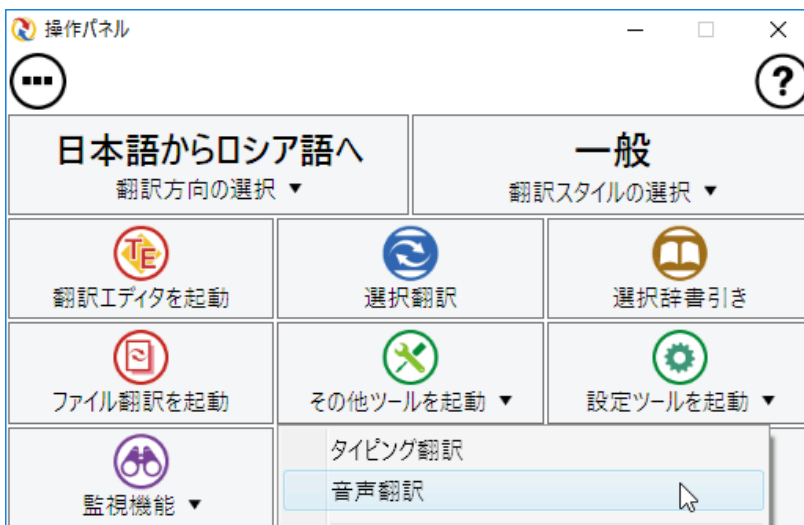 操作パネル
?
日本語からロシア語へ
翻訳方向の選択 ▼
一般
翻訳スタイルの選択 ▼
TE
翻訳エディタを起動
選択翻訳
選択辞書引き
ファイル翻訳を起動
その他ツールを起動 ▼
設定ツールを起動 ▼
監視機能 ▼
タイピング翻訳
音声翻訳